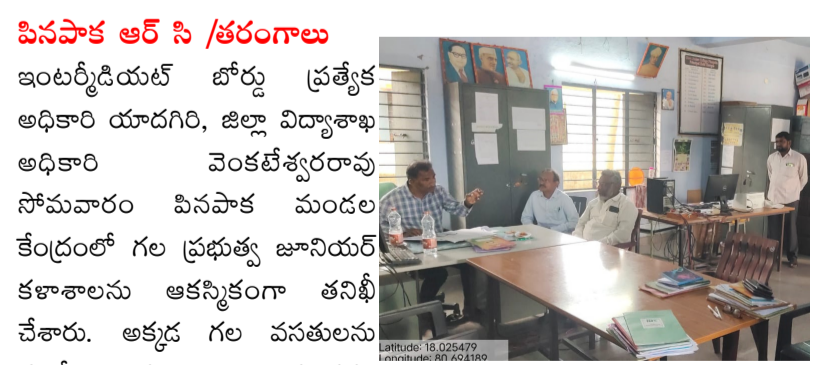 పినపాక ఆర్ సి /తరంగాలు
ఇంటర్మీడియట్ బోర్డు ప్రత్యేక
అధికారి యాదగిరి, జిల్లా విద్యాశాఖ
అధికారి వెంకటేశ్వరరావు
సోమవారం పినపాక మండల
కేంద్రంలో గల ప్రభుత్వ జూనియర్
కళాశాలను ఆకస్మికంగా తనిఖీ
చేశారు. అక్కడ గల వసతులను
Latitude: 18.025479
Longitude: 80.694189